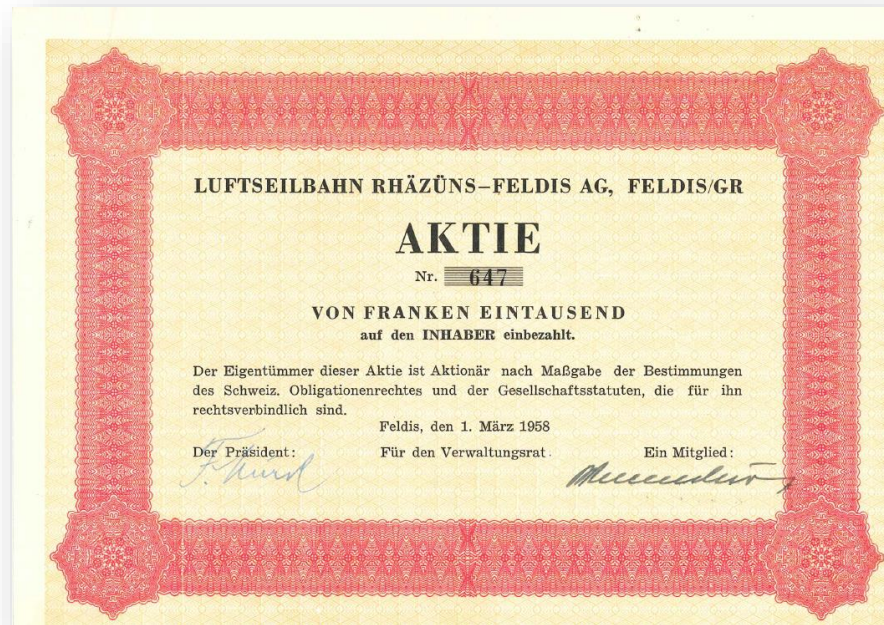 LUFTSEILBAHN RHÄZÜNS–FELDIS AG, FELDIS/GR
AKTIE
Nr. 647
VON FRANKEN EINTAUSEND
auf den INHABER einbezahlt.
Der Eigentümmer dieser Aktie ist Aktionär nach Maßgabe der Bestimmungen
des Schweiz. Obligationenrechtes und der Gesellschaftsstatuten, die für ihn
rechtsverbindlich sind.
Feldis, den 1. März 1958
Der Präsident: Für den Verwaltungsrat Ein Mitglied: